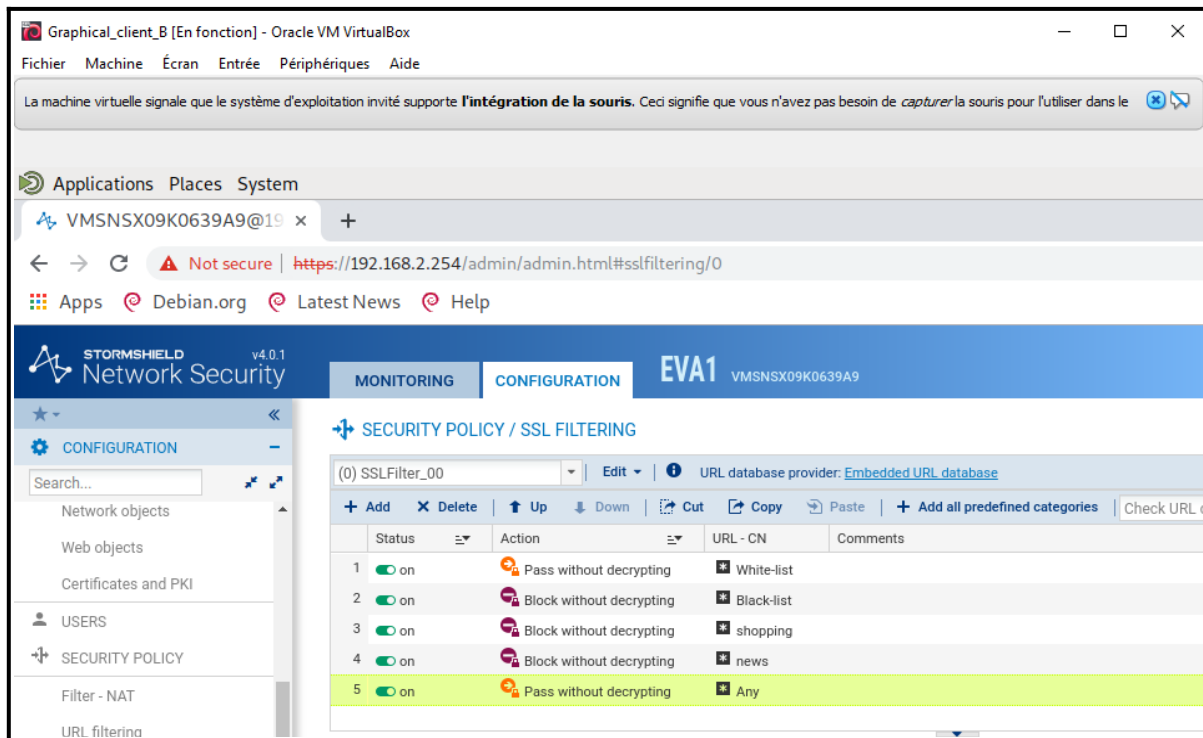 Graphical_client_B [En fonction] - Oracle VM VirtualBox
Fichier Machine Écran Entrée Périphériques Aide
La machine virtuelle signale que le système d'exploitation invité supporte l'intégration de la souris. Ceci signifie que vous n'avez pas besoin de capturer la souris pour l'utiliser dans le
Applications Places System
VMSNSX09K0639A9@19
Not secure | https://192.168.2.254/admin/admin.html#sslfiltering/0
Apps Debian.org Latest News Help
STORMSHIELD v4.0.1
Network Security
MONITORING CONFIGURATION EVA1 VMSNSX09K0639A9
CONFIGURATION
SECURITY POLICY / SSL FILTERING
Search...
(0) SSLFilter_00 Edit URL database provider: Embedded URL database
Network objects
Add Delete Up Down Cut Copy Paste Add all predefined categories Check URL
Web objects
Status Action URL - CN Comments
Certificates and PKI
1 on Pass without decrypting White-list
2 on Block without decrypting Black-list
USERS
3 on Block without decrypting shopping
SECURITY POLICY
4 on Block without decrypting news
Filter - NAT
5 on Pass without decrypting Any
URL filtering